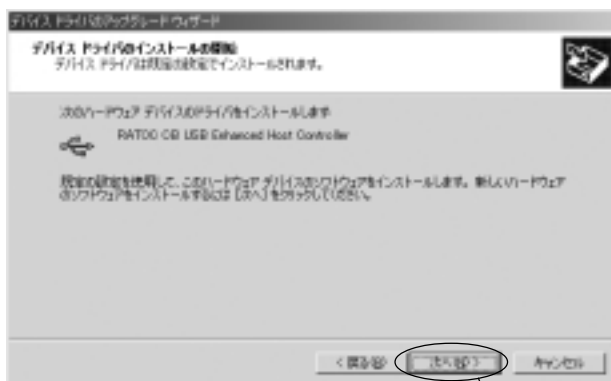 デバイス ドライバのアップグレード ウィザード
デバイス ドライバのインストールの開始
デバイス ドライバは既定の設定でインストールされます。
次のハードウェア デバイスのドライバをインストールします
RATOC CB USB Enhanced Host Controller
既定の設定を使用して、このハードウェア デバイスのソフトウェアをインストールします。新しいハードウェア
のソフトウェアをインストールするには [次へ] をクリックしてください。
< 戻る(B)
次へ(N) >
キャンセル